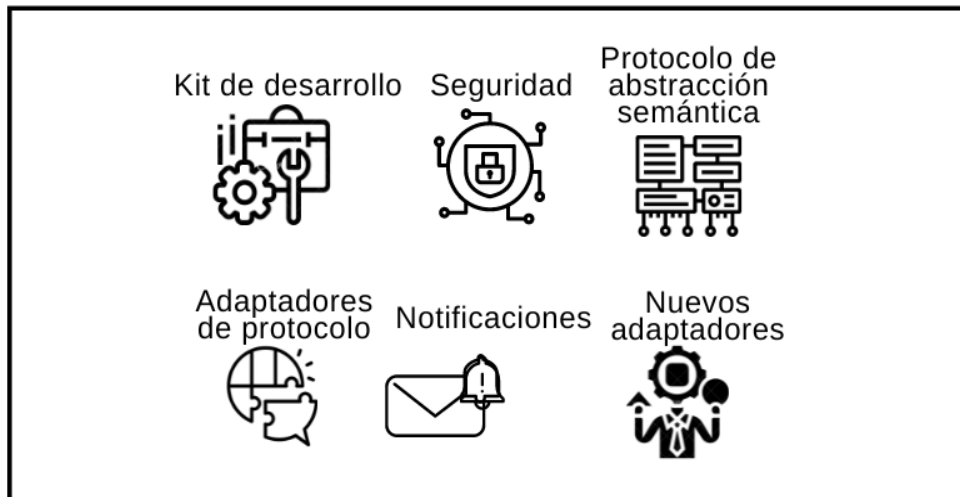 Kit de desarrollo
Seguridad
Protocolo de
abstracción
semántica
Adaptadores
de protocolo
Notificaciones
Nuevos
adaptadores